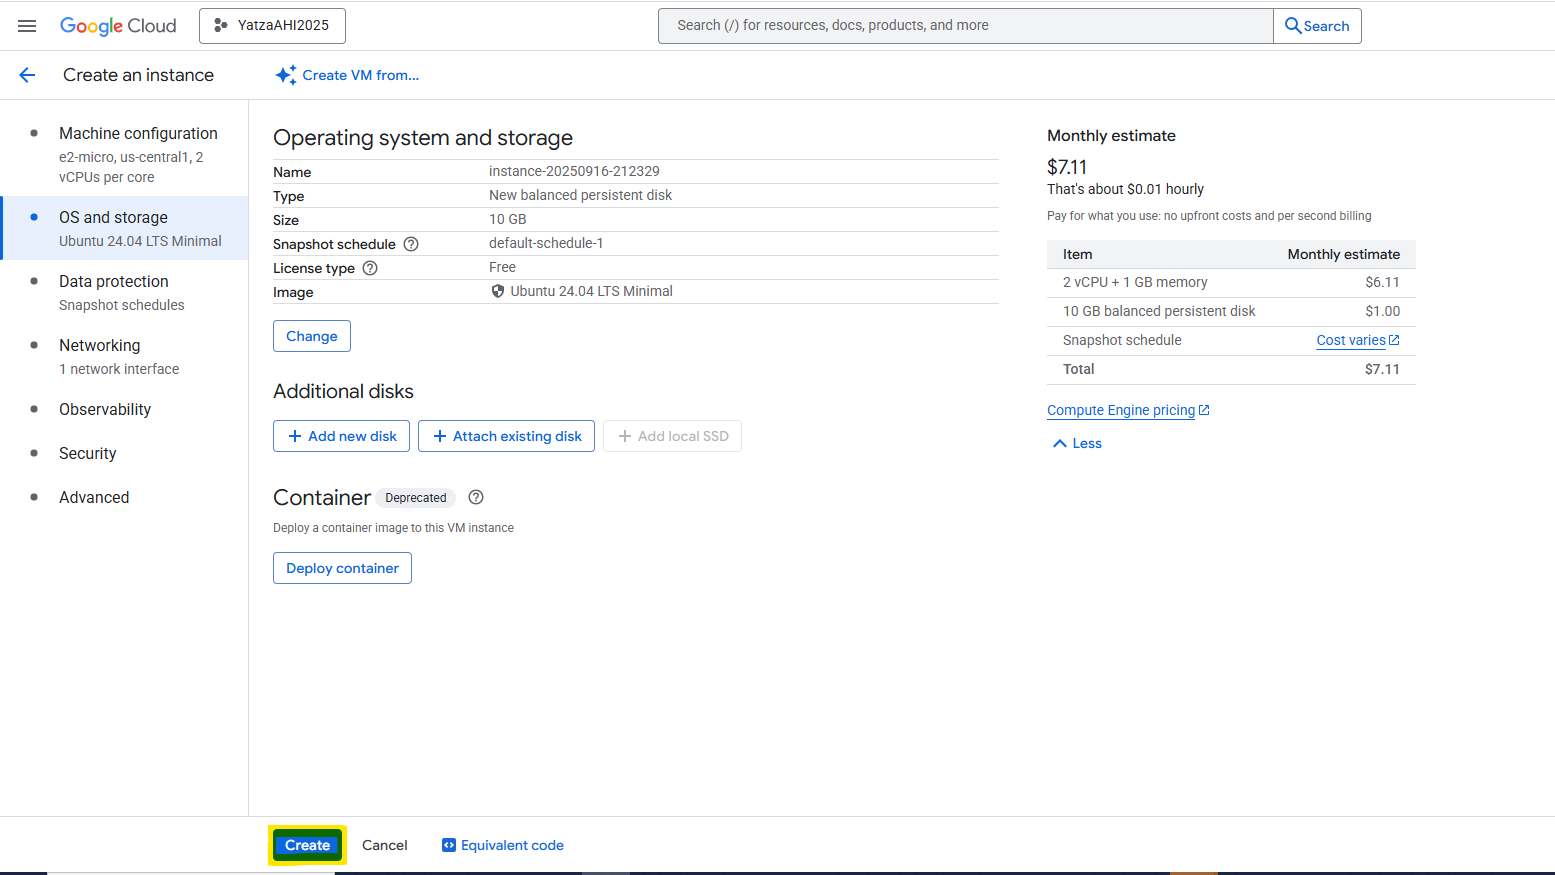 Google Cloud
YatzaAHI2025
Search (/) for resources, docs, products, and more
Search
Create an instance
Create VM from...
Machine configuration
e2-micro, us-central1, 2
vCPUs per core
OS and storage
Ubuntu 24.04 LTS Minimal
Data protection
Snapshot schedules
Networking
1 network interface
Observability
Security
Advanced
Operating system and storage
Name instance-20250916-212329
Type New balanced persistent disk
Size 10 GB
Snapshot schedule default-schedule-1
License type Free
Image Ubuntu 24.04 LTS Minimal
Change
Additional disks
Add new disk
Attach existing disk
Add local SSD
Container Deprecated
Deploy a container image to this VM instance
Deploy container
Monthly estimate
$7.11
That's about $0.01 hourly
Pay for what you use: no upfront costs and per second billing
Item Monthly estimate
2 vCPU + 1 GB memory $6.11
10 GB balanced persistent disk $1.00
Snapshot schedule Cost varies
Total $7.11
Compute Engine pricing
Less
Create
Cancel
Equivalent code